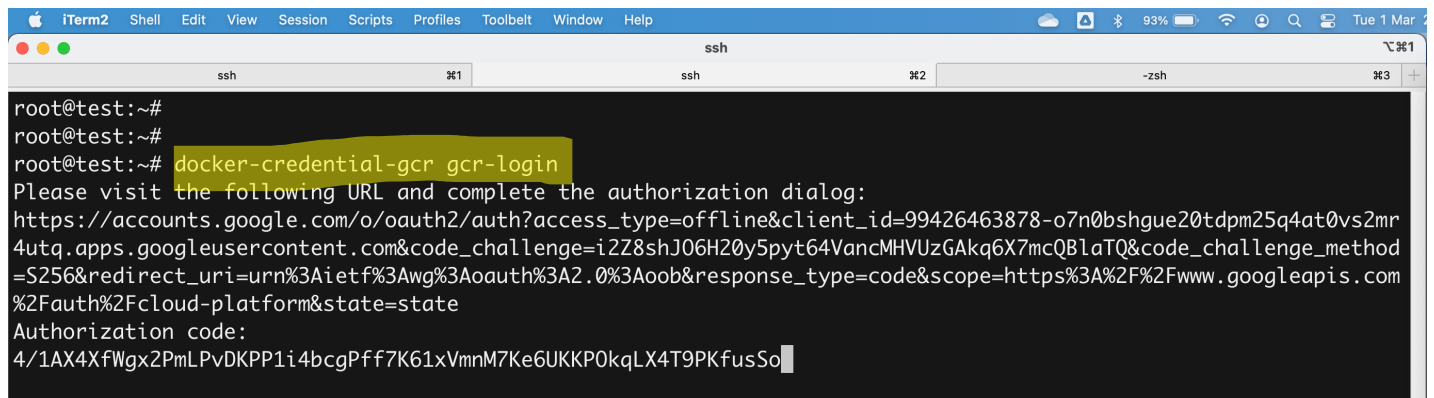 iTerm2 Shell Edit View Session Scripts Profiles Toolbelt Window Help 93% Tue 1 Mar
ssh ⌥⌘1
ssh ⌘1 ssh ⌘2 -zsh ⌘3
root@test:~#
root@test:~#
root@test:~# docker-credential-gcr gcr-login
Please visit the following URL and complete the authorization dialog:
https://accounts.google.com/o/oauth2/auth?access_type=offline&client_id=99426463878-o7n0bshgue20tdpm25q4at0vs2mr
4utq.apps.googleusercontent.com&code_challenge=i2Z8shJO6H20y5pyt64VancMHVUzGAkq6X7mcQBlaTQ&code_challenge_method
=S256&redirect_uri=urn%3Aietf%3Awg%3Aoauth%3A2.0%3Aoob&response_type=code&scope=https%3A%2F%2Fwww.googleapis.com
%2Fauth%2Fcloud-platform&state=state
Authorization code:
4/1AX4XfWgx2PmLPvDKPP1i4bcgPff7K61xVmnM7Ke6UKKPOkqLX4T9PKfusSo